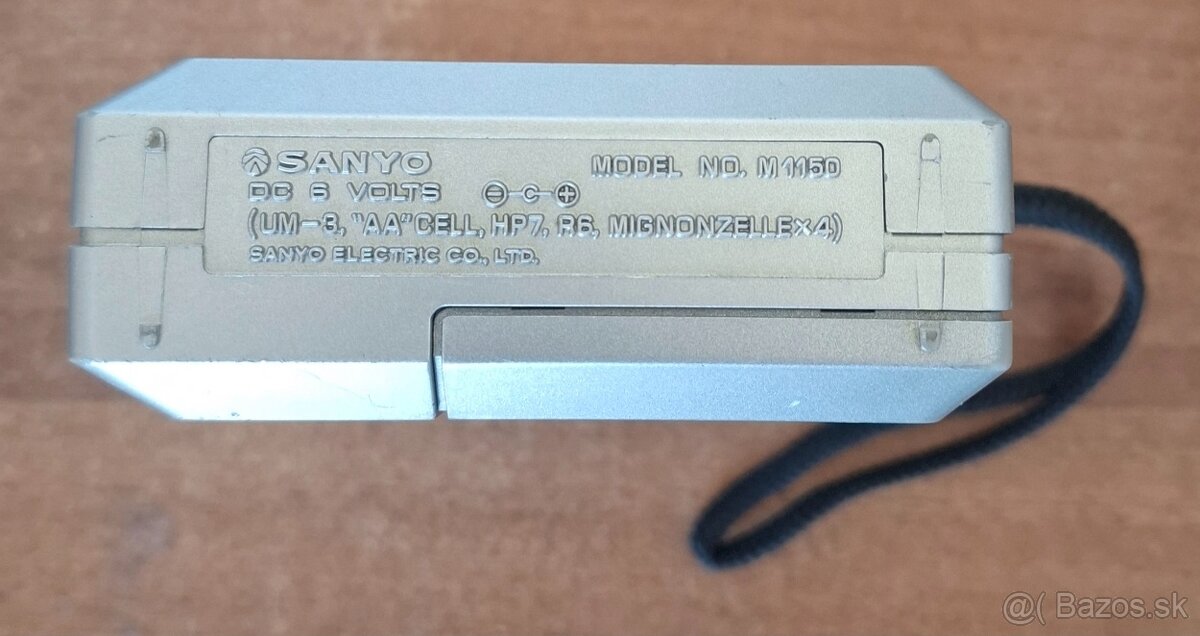 SANYO MODEL NO. M1150
DC 6 VOLTS ⊖-C-⊕
(UM-3, "AA" CELL, HP7, R6, MIGNONZELLE×4)
SANYO ELECTRIC CO., LTD.
@( Bazos.sk